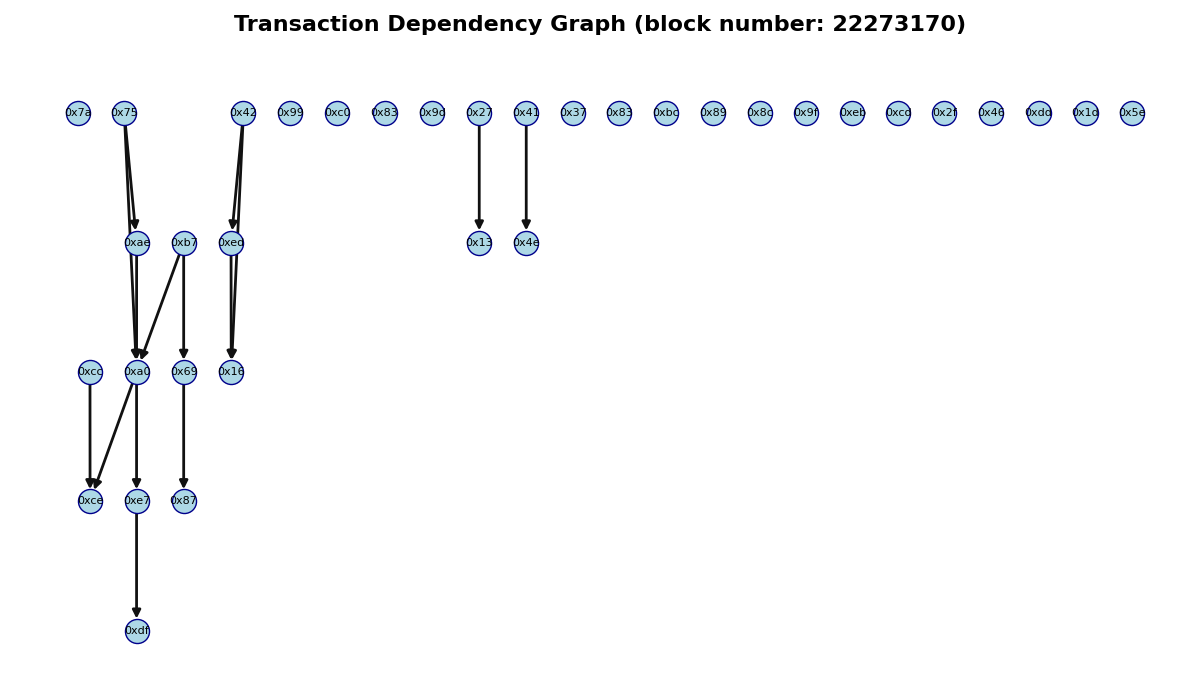 Transaction Dependency Graph (block number: 22273170)
0x7a 0x75 0x42 0x99 0xc0 0x83 0x9d 0x27 0x41 0x37 0x83 0xbc 0x89 0x8c 0x9f 0xeb 0xcd 0x2f 0x46 0xdd 0x1d 0x5e
0xae 0xb7 0xed 0x13 0x4e
0xcc 0xa0 0x69 0x16
0xce 0xe7 0x87
0xdf